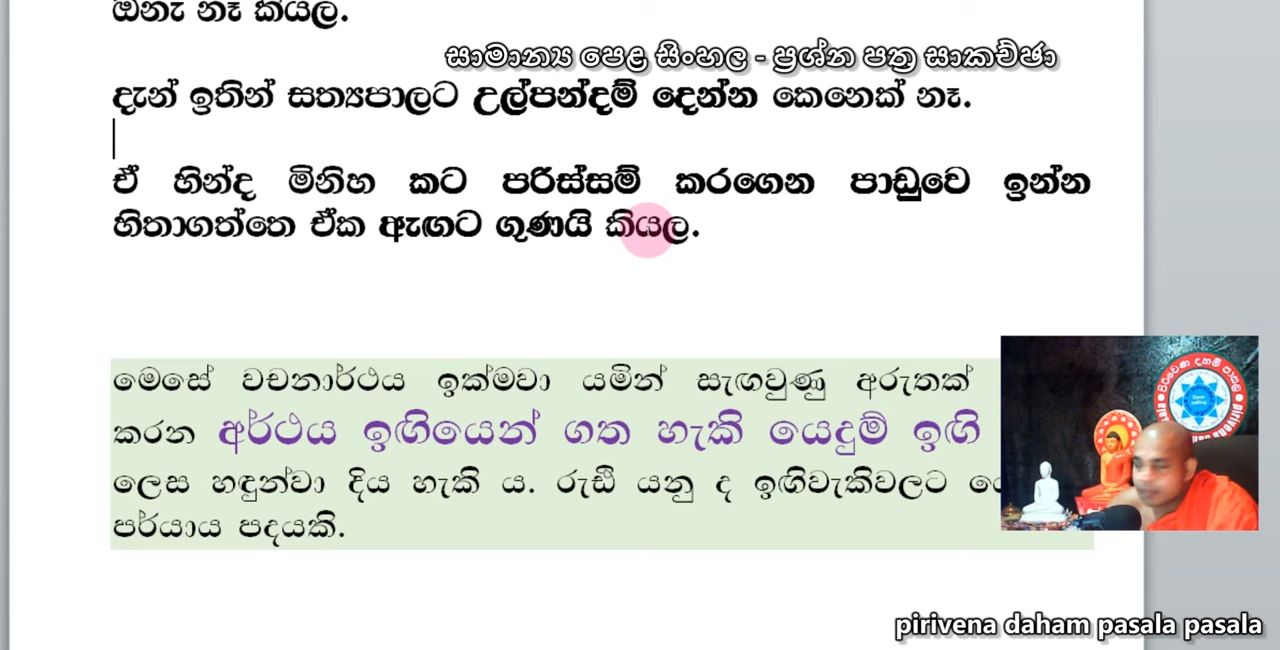 ඕනැ නෑ කියල.
සාමාන්‍ය පෙළ සිංහල - ප්‍රශ්න පත්‍ර සාකච්ඡා
දැන් ඉතින් සත්‍යපාලට උල්පන්දම් දෙන්න කෙනෙක් නෑ.
ඒ හින්ද මිනිහ කට පරිස්සම් කරගෙන පාඩුවෙ ඉන්න
හිතාගත්තෙ ඒක ඇඟට ගුණයි කියල.
මෙසේ වචනාර්ථය ඉක්මවා යමින් සැඟවුණු අරුතක්
කරන අර්ථය ඉඟියෙන් ගත හැකි යෙදුම් ඉඟි
ලෙස හඳුන්වා දිය හැකි ය. රුඪි යනු ද ඉඟිවැකිවලට
පර්යාය පදයකි.
පිරිවෙණ දහම් පාසල
pirivena daham pasala pasala